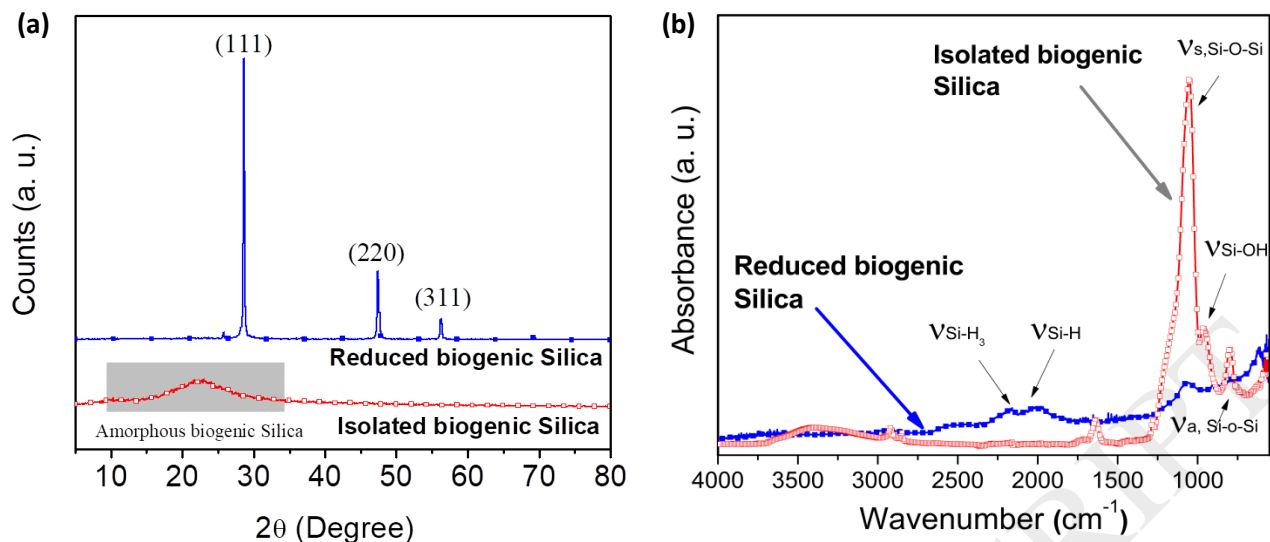 (a)
(111)
(220)
(311)
Reduced biogenic Silica
Amorphous biogenic Silica
Isolated biogenic Silica
Counts (a. u.)
10 20 30 40 50 60 70 80
2θ (Degree)
(b)
Isolated biogenic
Silica
νs,Si-O-Si
νSi-OH
Reduced biogenic
Silica
νSi-H3
νSi-H
νa, Si-o-Si
Absorbance (a. u.)
4000 3500 3000 2500 2000 1500 1000
Wavenumber (cm-1)